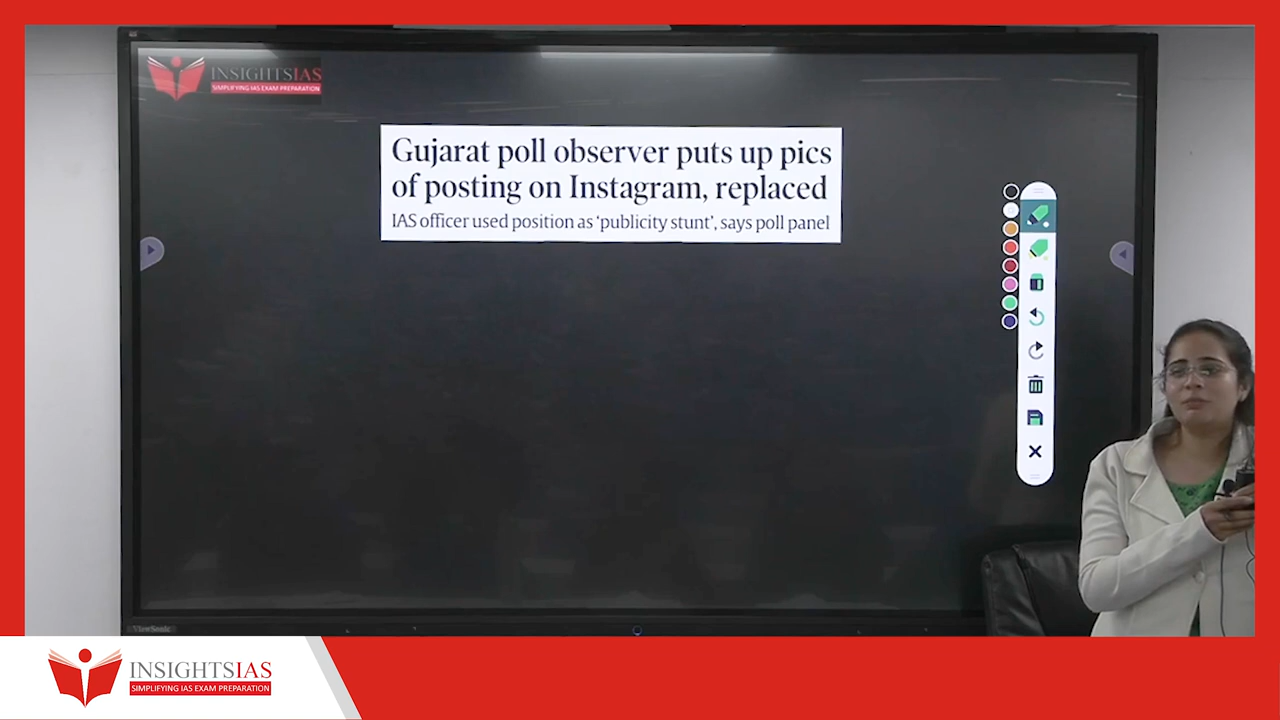 INSIGHTSIAS
SIMPLIFYING IAS EXAM PREPARATION
Gujarat poll observer puts up pics
of posting on Instagram, replaced
IAS officer used position as ‘publicity stunt’, says poll panel
ViewSonic
INSIGHTSIAS
SIMPLIFYING IAS EXAM PREPARATION